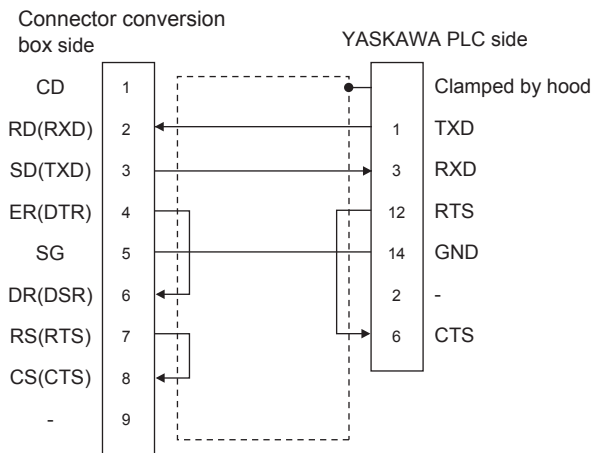 Connector conversion
box side
YASKAWA PLC side
CD 1 Clamped by hood
RD(RXD) 2 1 TXD
SD(TXD) 3 3 RXD
ER(DTR) 4 12 RTS
SG 5 14 GND
DR(DSR) 6 2 -
RS(RTS) 7 6 CTS
CS(CTS) 8
- 9